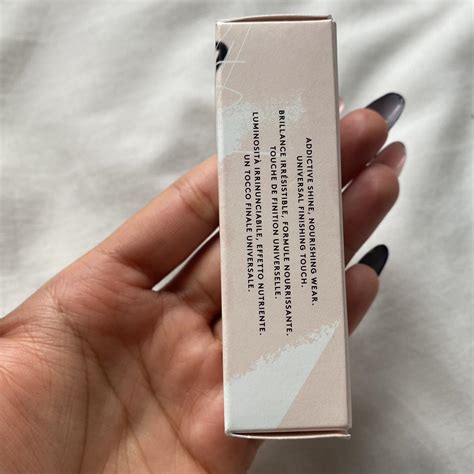 ADDICTIVE SHINE, NOURISHING WEAR.
UNIVERSAL FINISHING TOUCH.
BRILLANCE IRRÉSISTIBLE, FORMULE NOURRISSANTE.
TOUCHE DE FINITION UNIVERSELLE.
LUMINOSITÀ IRRINUNCIABILE, EFFETTO NUTRIENTE.
UN TOCCO FINALE UNIVERSALE.